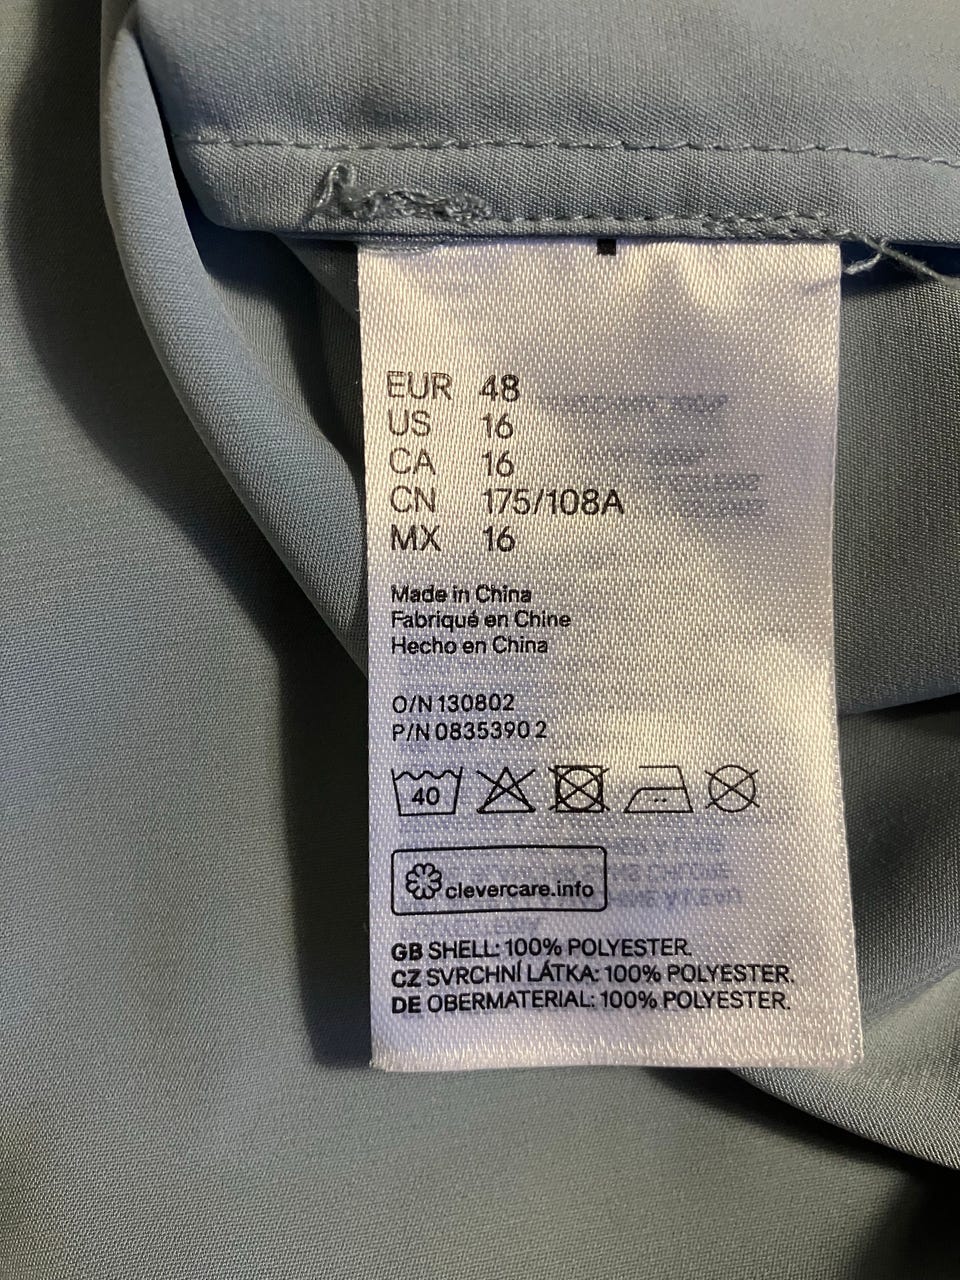 EUR 48
US 16
CA 16
CN 175/108A
MX 16
Made in China
Fabriqué en Chine
Hecho en China
O/N 130802
P/N 0835390 2
40
clevercare.info
GB SHELL: 100% POLYESTER.
CZ SVRCHNÍ LÁTKA: 100% POLYESTER.
DE OBERMATERIAL: 100% POLYESTER.